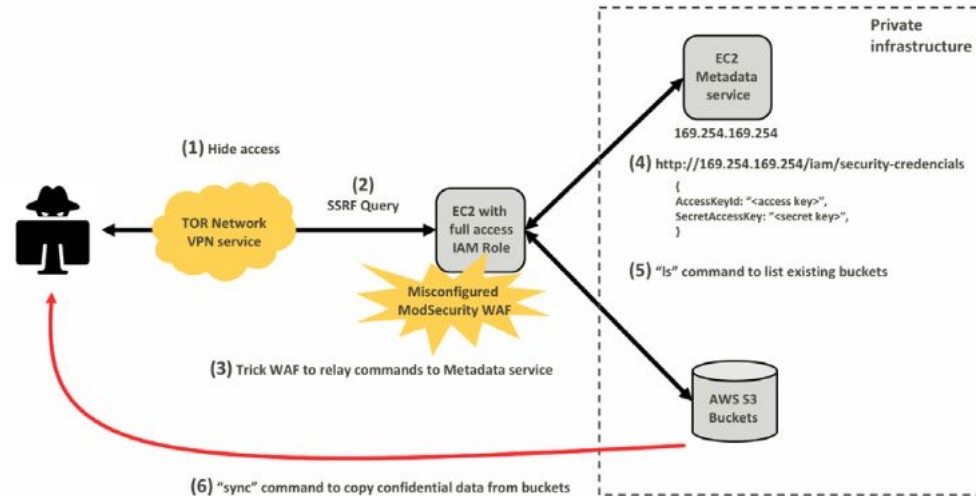 Private
infrastructure
EC2
Metadata
service
169.254.169.254
(1) Hide access
(2)
SSRF Query
TOR Network
VPN service
EC2 with
full access
IAM Role
Misconfigured
ModSecurity WAF
(3) Trick WAF to relay commands to Metadata service
(4) http://169.254.169.254/iam/security-credencials
{
AccessKeyId: "<access key>",
SecretAccessKey: "<secret key>",
}
(5) "ls" command to list existing buckets
AWS S3
Buckets
(6) "sync" command to copy confidential data from buckets